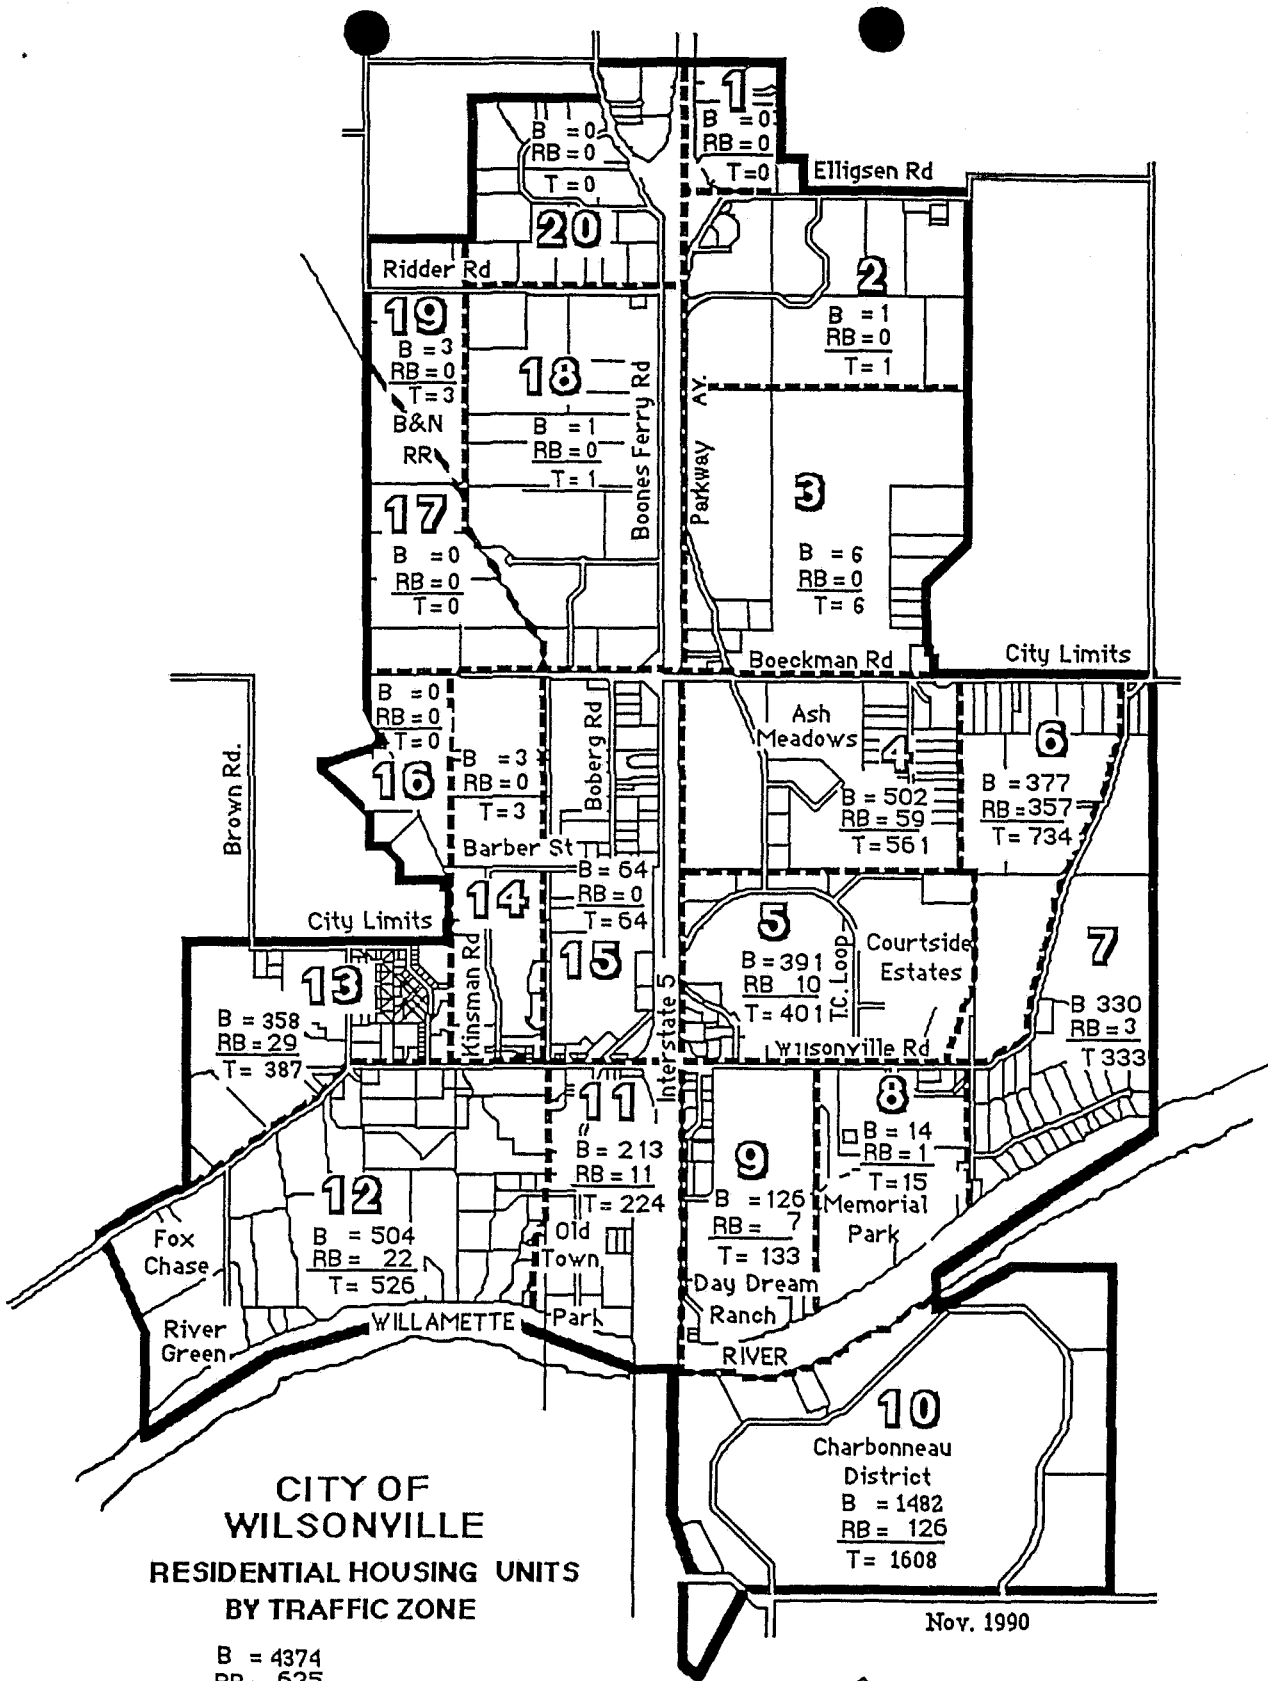 1
B = 0
RB = 0
T = 0
Elligsen Rd
B = 0
RB = 0
T = 0
20
Ridder Rd
2
B = 1
RB = 0
T = 1
19
B = 3
RB = 0
T = 3
B&N
RR
18
B = 1
RB = 0
T = 1
Boones Ferry Rd
Parkway AV.
3
B = 6
RB = 0
T = 6
17
B = 0
RB = 0
T = 0
Boeckman Rd
City Limits
B = 0
RB = 0
T = 0
16
B = 3
RB = 0
T = 3
Boberg Rd
Ash
Meadows
4
B = 502
RB = 59
T = 561
6
B = 377
RB = 357
T = 734
Brown Rd.
Barber St
14
B = 64
RB = 0
T = 64
15
City Limits
Kinsman Rd
Interstate 5
5
B = 391
RB 10
T = 401
T.C. Loop
Courtside
Estates
7
B 330
RB = 3
T 333
13
B = 358
RB = 29
T = 387
Wilsonville Rd
11
B = 213
RB = 11
T = 224
8
B = 14
RB = 1
T = 15
Memorial
Park
9
B = 126
RB = 7
T = 133
12
B = 504
RB = 22
T = 526
Fox
Chase
Old
Town
Park
Day Dream
Ranch
River
Green
WILLAMETTE
RIVER
10
Charbonneau
District
B = 1482
RB = 126
T = 1608
CITY OF
WILSONVILLE
RESIDENTIAL HOUSING UNITS
BY TRAFFIC ZONE
Nov. 1990
B = 4374
RB = 625